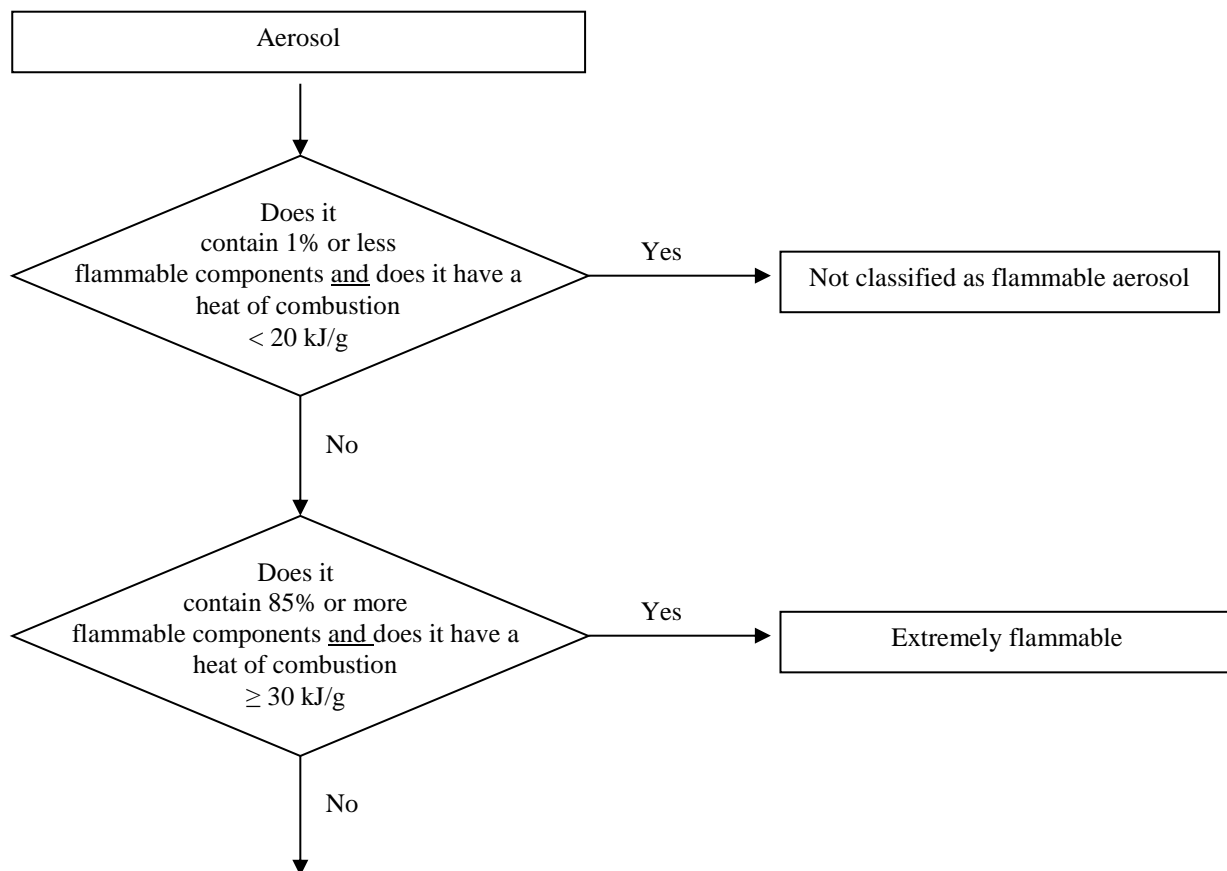 Aerosol
Does it
contain 1% or less
flammable components and does it have a
heat of combustion
< 20 kJ/g
Yes
Not classified as flammable aerosol
No
Does it
contain 85% or more
flammable components and does it have a
heat of combustion
≥ 30 kJ/g
Yes
Extremely flammable
No